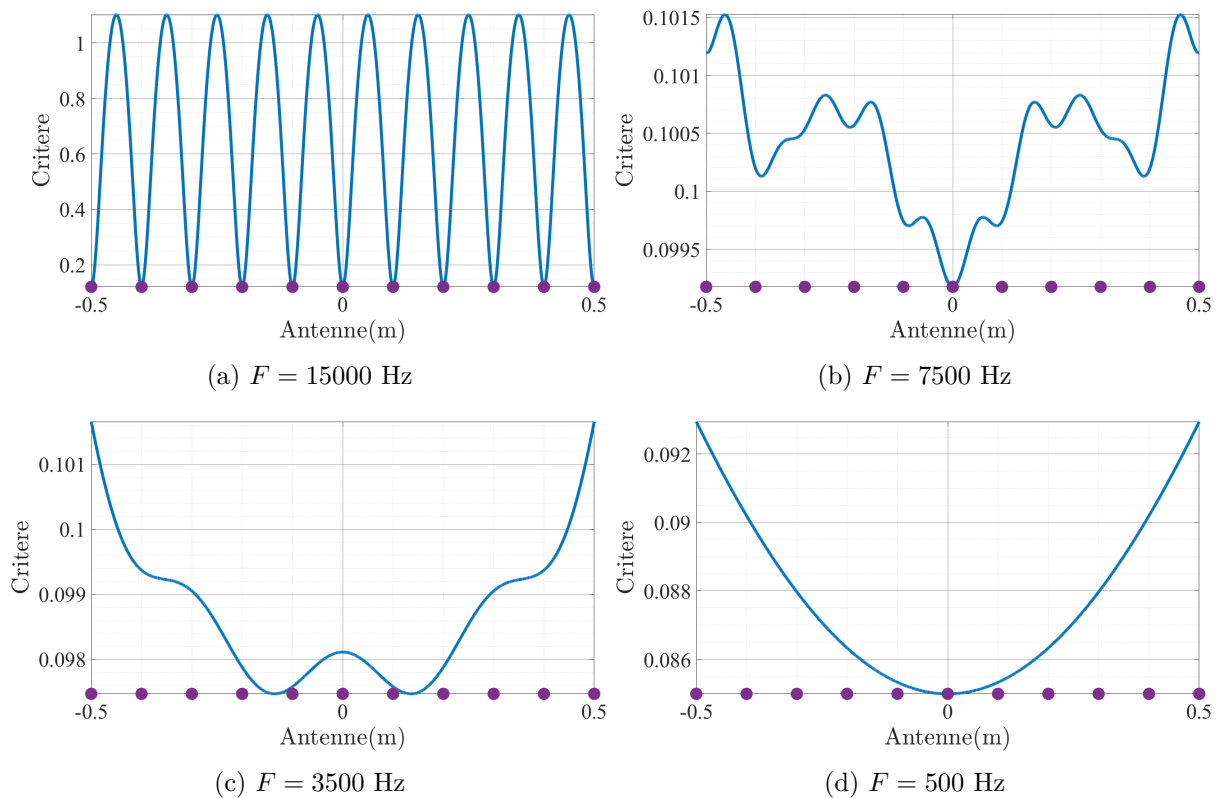 1
0.8
0.6
0.4
0.2
Critere
-0.5
0
0.5
Antenne(m)
(a) F = 15000 Hz
0.1015
0.101
0.1005
0.1
0.0995
Critere
-0.5
0
0.5
Antenne(m)
(b) F = 7500 Hz
0.101
0.1
0.099
0.098
Critere
-0.5
0
0.5
Antenne(m)
(c) F = 3500 Hz
0.092
0.09
0.088
0.086
Critere
-0.5
0
0.5
Antenne(m)
(d) F = 500 Hz